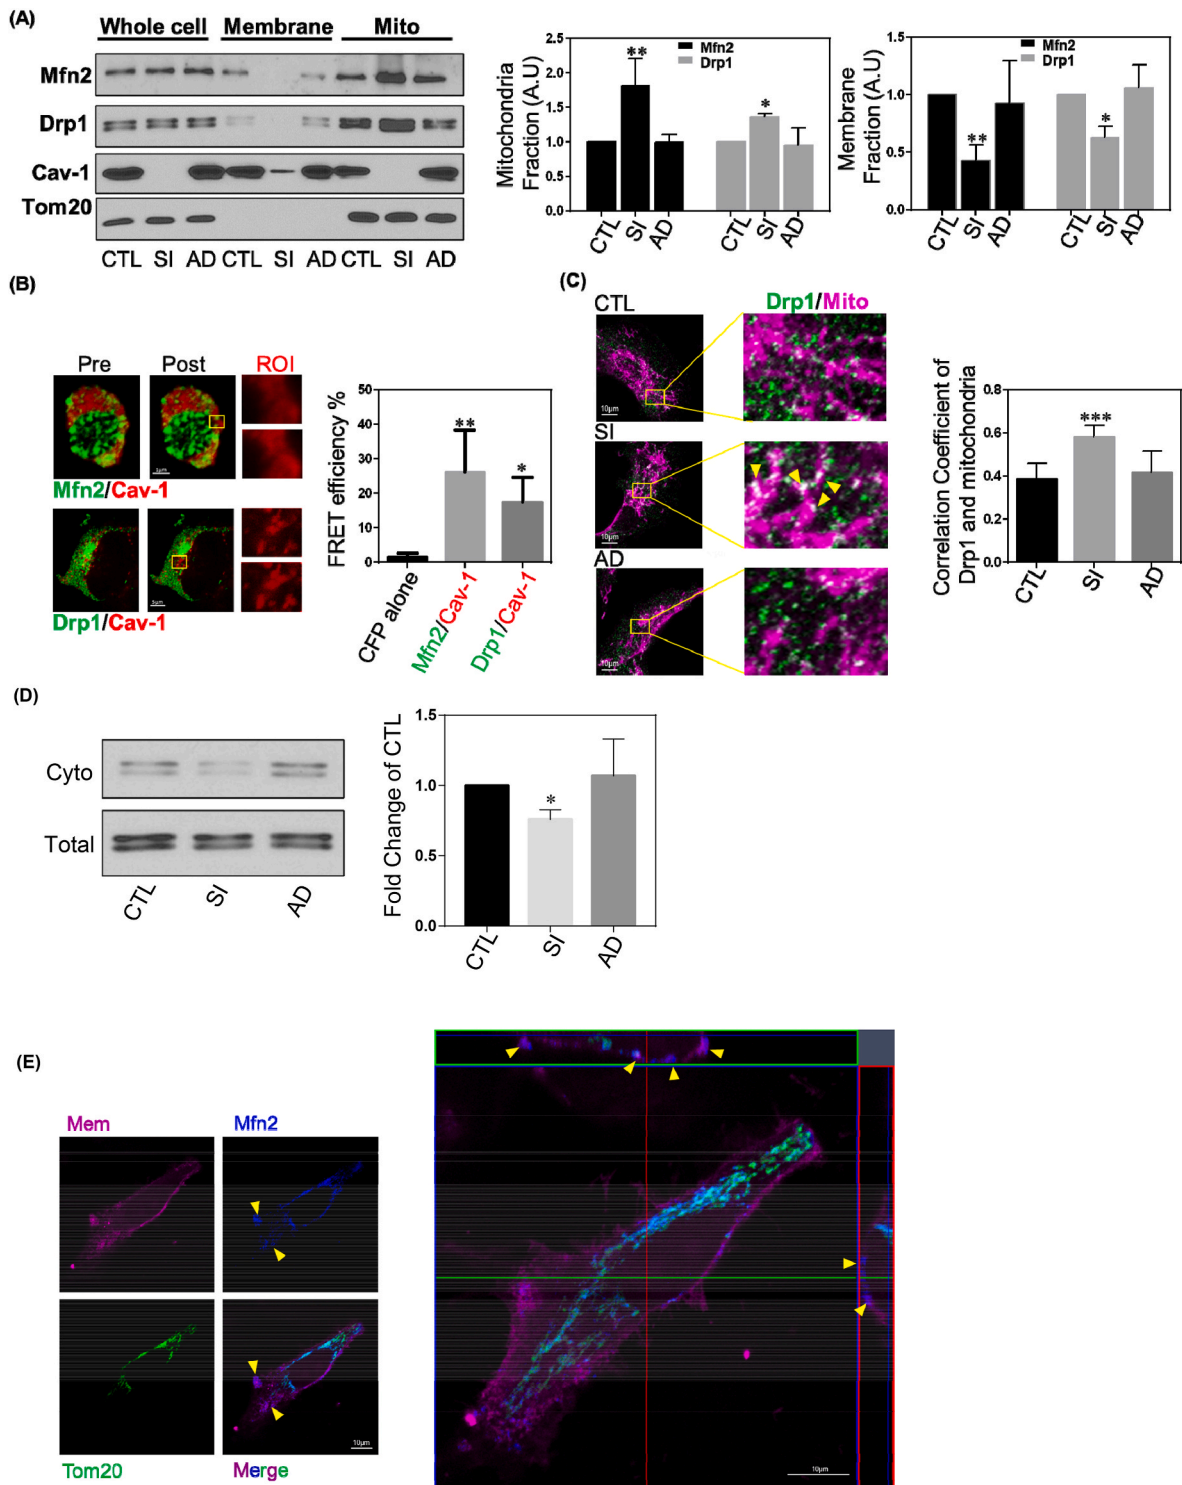 (A)
Whole cell Membrane Mito
Mfn2
Drp1
Cav-1
Tom20
CTL SI AD CTL SI AD CTL SI AD
Mitochondria
Fraction (A.U)
2.5
2.0
1.5
1.0
0.5
0.0
**
*
Mfn2
Drp1
CTL SI AD CTL SI AD
Membrane
Fraction (A.U)
1.5
1.0
0.5
0.0
**
*
Mfn2
Drp1
CTL SI AD CTL SI AD
(B)
Pre Post ROI
5µm
Mfn2/Cav-1
5µm
Drp1/Cav-1
FRET efficiency %
50
40
30
20
10
0
**
*
CFP alone
Mfn2/Cav-1
Drp1/Cav-1
(C)
CTL
Drp1/Mito
10µm
SI
10µm
AD
10µm
Correlation Coefficient of
Drp1 and mitochondria
0.8
0.6
0.4
0.2
0.0
***
CTL SI AD
(D)
Cyto
Total
CTL SI AD
Fold Change of CTL
1.5
1.0
0.5
0.0
*
CTL SI AD
(E)
Mem Mfn2
Tom20 Merge
10µm
10µm